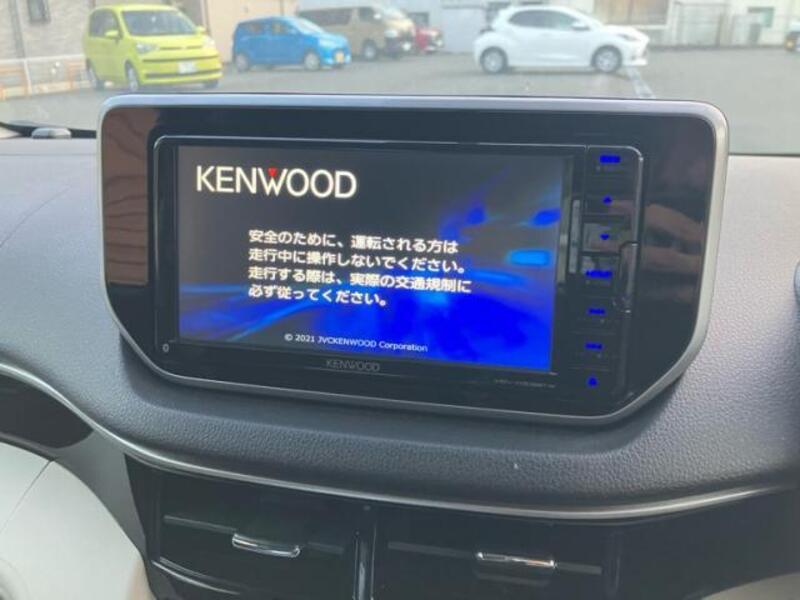 KENWOOD
安全のために、運転される方は
走行中に操作しないでください。
走行する際は、実際の交通規制に
必ず従ってください。
© 2021 JVCKENWOOD Corporation
KENWOOD